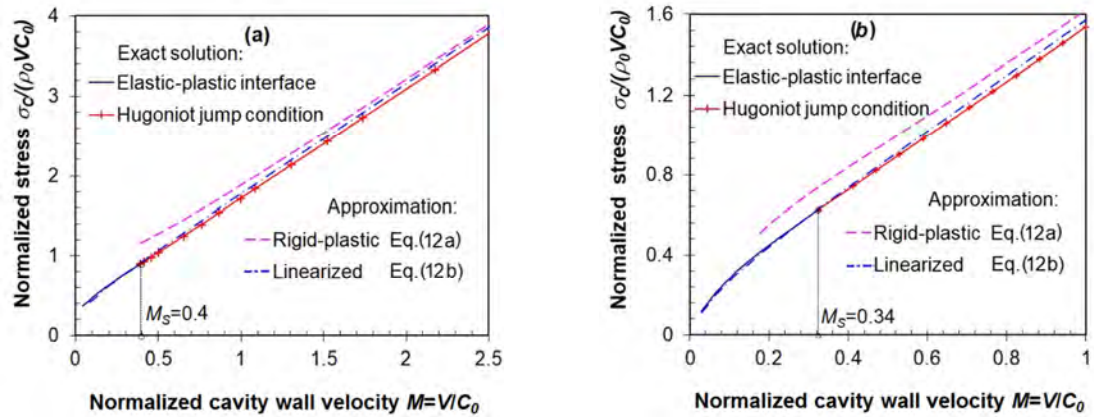 (a)
Normalized stress σc/(ρ0VC0)
4
3
2
1
0
Exact solution:
Elastic-plastic interface
Hugoniot jump condition
Approximation:
Rigid-plastic Eq.(12a)
Linearized Eq.(12b)
MS=0.4
0 0.5 1 1.5 2 2.5
Normalized cavity wall velocity M=V/C0
(b)
Normalized stress σc/(ρ0VC0)
1.6
1.2
0.8
0.4
0
Exact solution:
Elastic-plastic interface
Hugoniot jump condition
Approximation:
Rigid-plastic Eq.(12a)
Linearized Eq.(12b)
MS=0.34
0 0.2 0.4 0.6 0.8 1
Normalized cavity wall velocity M=V/C0